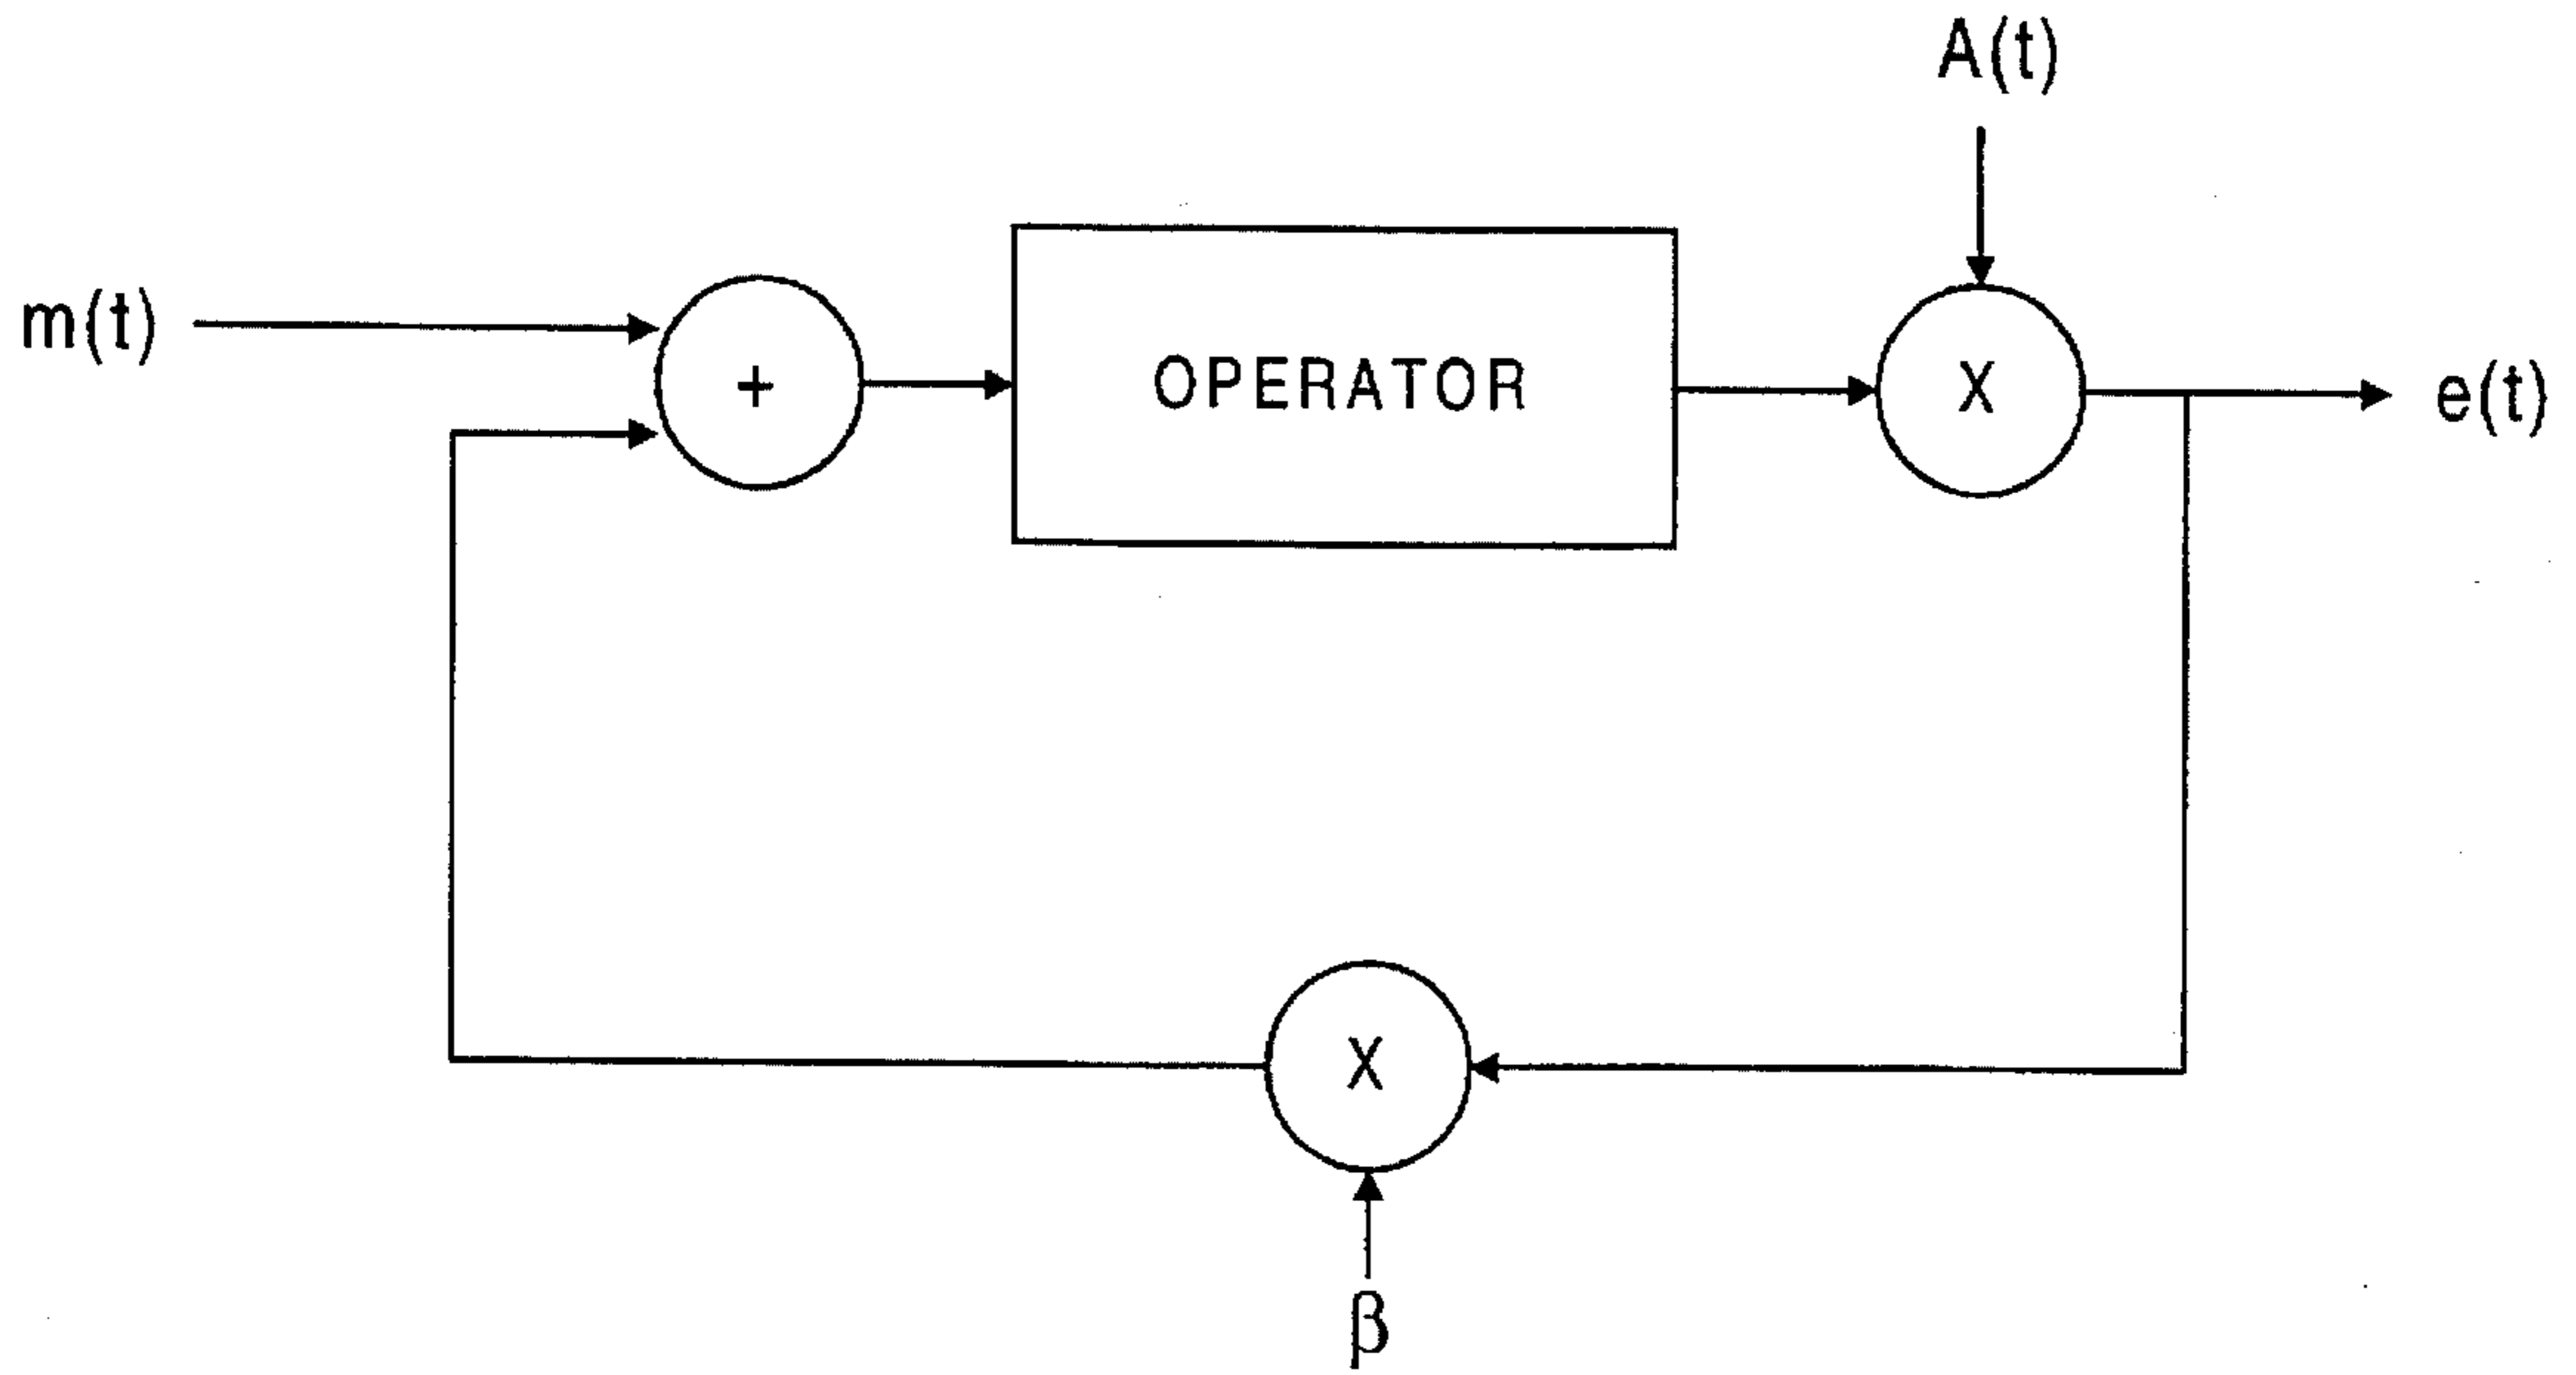 A(t)
m(t)
+
OPERATOR
X
e(t)
X
β